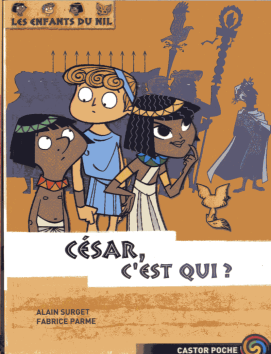 LES ENFANTS DU NIL
CÉSAR,
C'EST QUI ?
ALAIN SURGET
FABRICE PARME
CASTOR POCHE